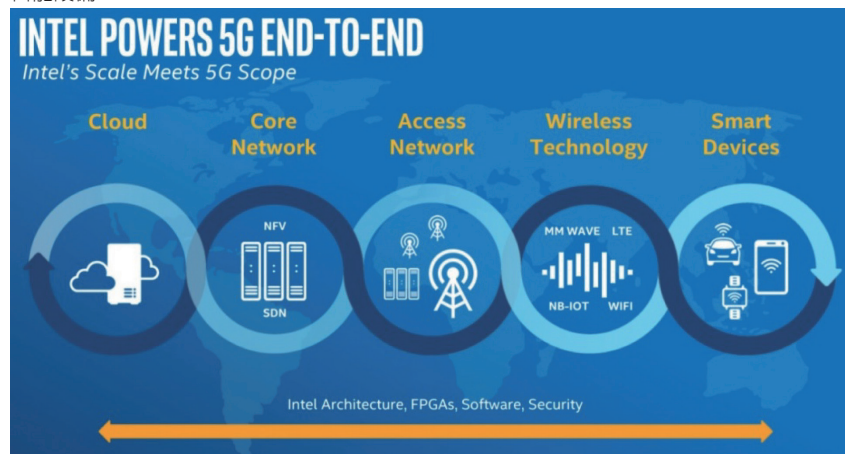 INTEL POWERS 5G END-TO-END
Intel's Scale Meets 5G Scope
Cloud
Core
Network
Access
Network
Wireless
Technology
Smart
Devices
NFV
SDN
MM WAVE LTE
NB-IOT WIFI
Intel Architecture, FPGAs, Software, Security